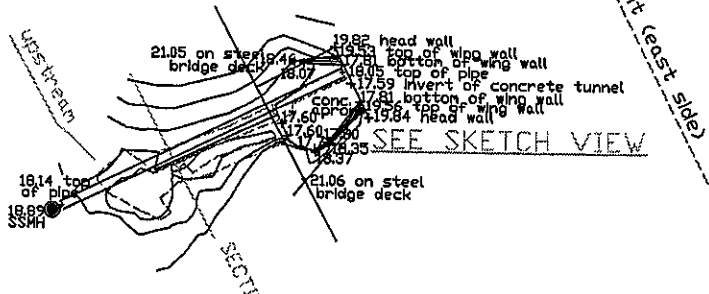 19.82 head wall
19.53 top of wing wall
17.81 bottom of wing wall
18.05 top of pipe
17.59 invert of concrete tunnel
17.81 bottom of wing wall
19.56 top of wing wall
19.84 head wall
21.05 on steel
bridge deck
18.46
18.07
conc.
apron
17.60
17.60
18.35
18.37
SEE SKETCH VIEW
21.06 on steel
bridge deck
upstream
18.14 top
of pipe
18.89
SSMH
(east side)